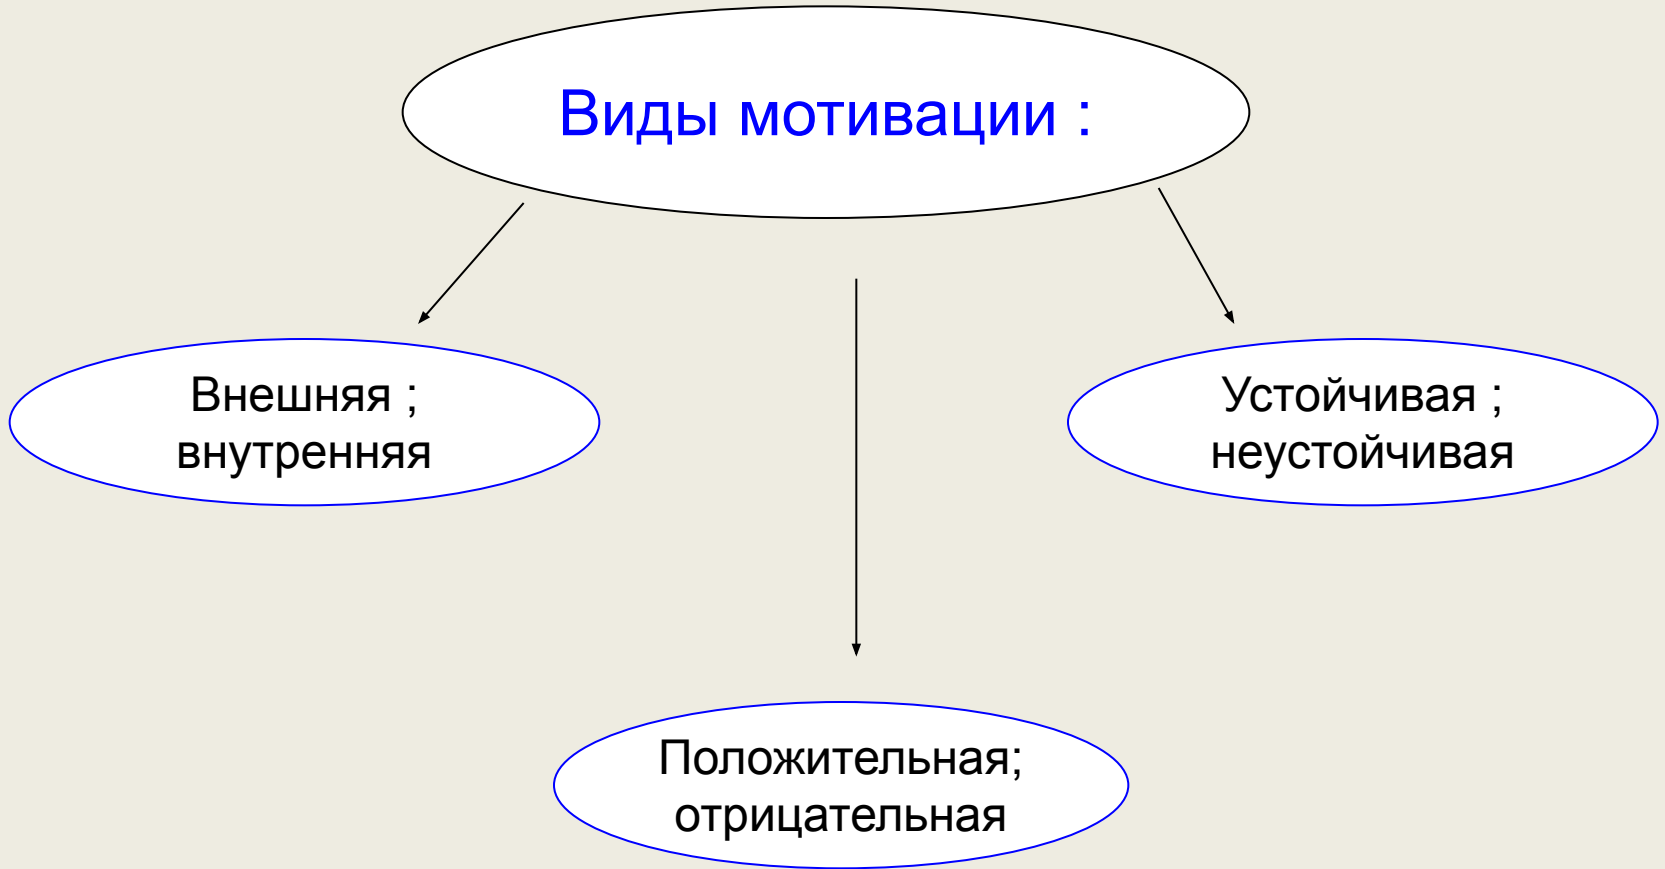 Виды мотивации :
Внешняя ;
внутренняя
Устойчивая ;
неустойчивая
Положительная;
отрицательная